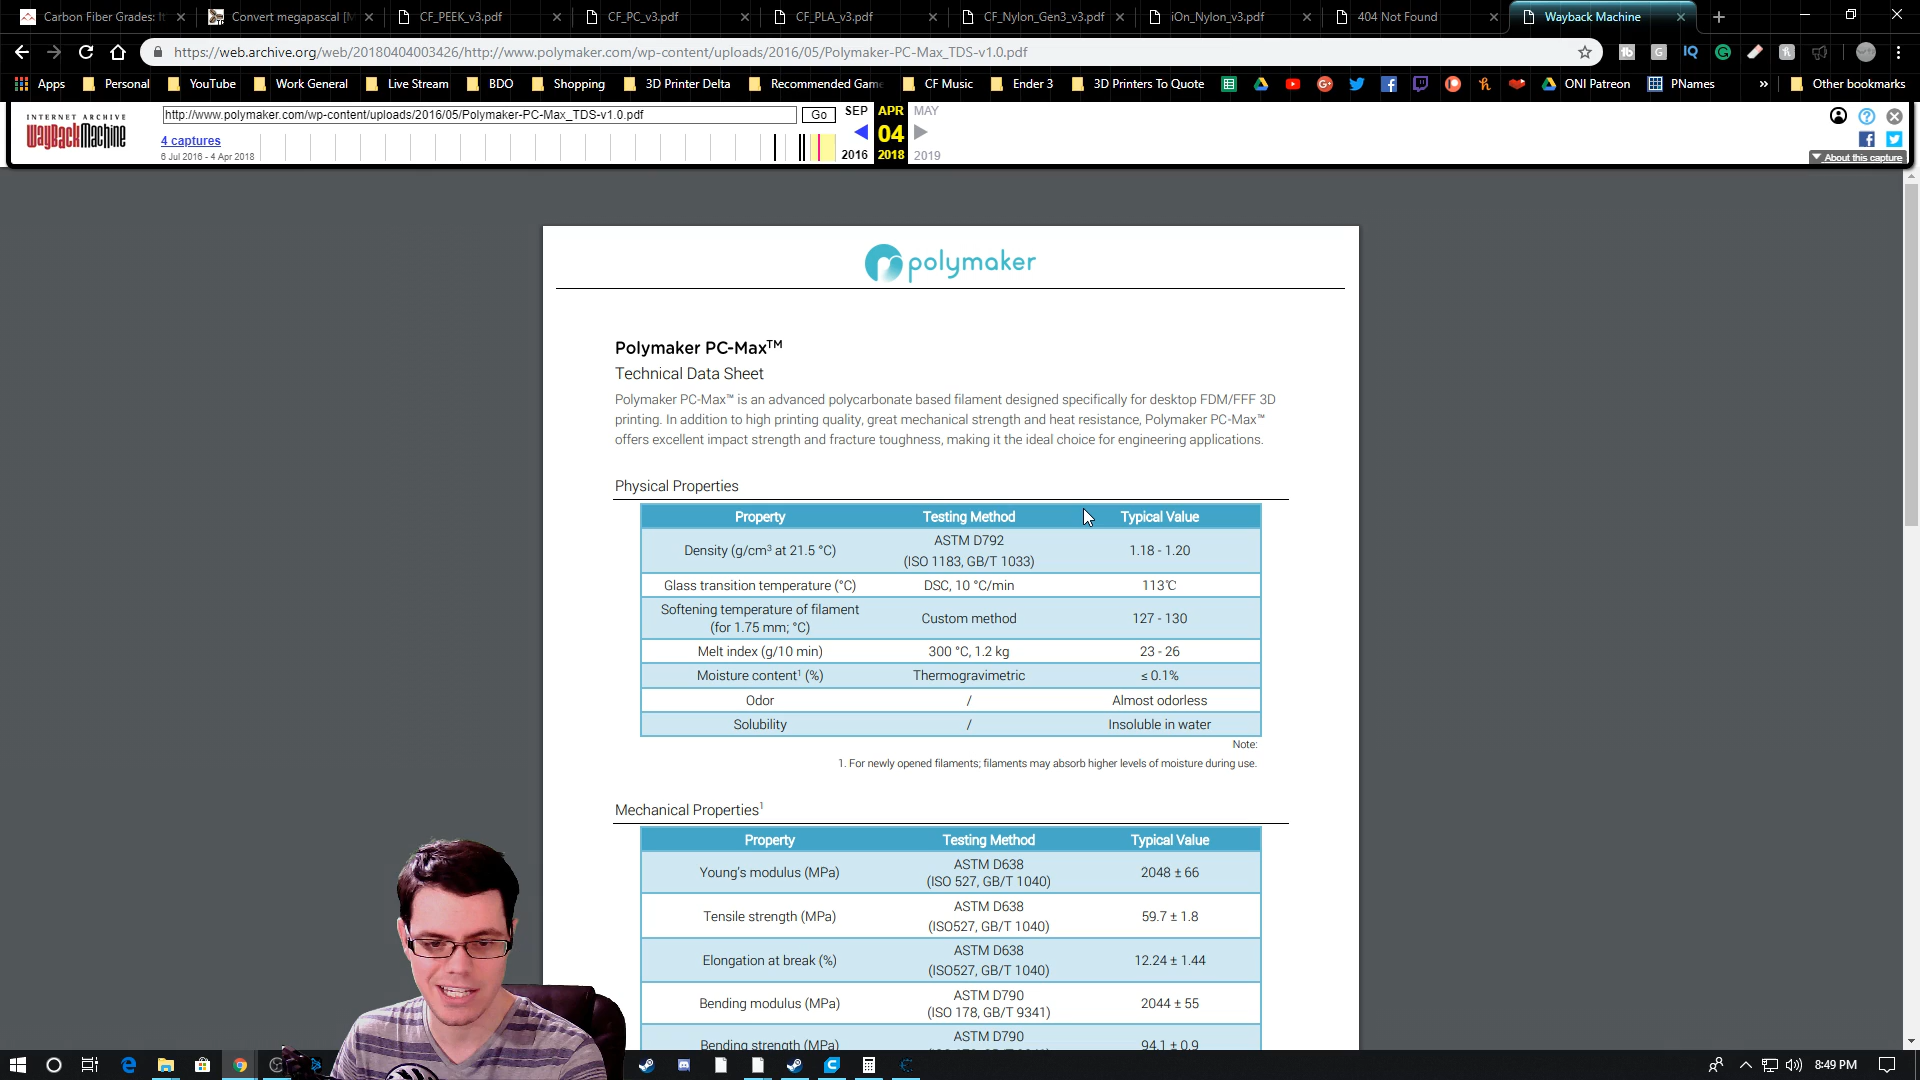 Carbon Fiber Grades: It
Convert megapascal [M
CF_PEEK_v3.pdf
CF_PC_v3.pdf
CF_PLA_v3.pdf
CF_Nylon_Gen3_v3.pdf
iOn_Nylon_v3.pdf
404 Not Found
Wayback Machine
https://web.archive.org/web/20180404003426/http://www.polymaker.com/wp-content/uploads/2016/05/Polymaker-PC-Max_TDS-v1.0.pdf
Apps
Personal
YouTube
Work General
Live Stream
BDO
Shopping
3D Printer Delta
Recommended Game
CF Music
Ender 3
3D Printers To Quote
ONI Patreon
PNames
»
Other bookmarks
INTERNET ARCHIVE
WayBackMachine
http://www.polymaker.com/wp-content/uploads/2016/05/Polymaker-PC-Max_TDS-v1.0.pdf
Go
SEP APR MAY
4 captures
04
6 Jul 2016 - 4 Apr 2018
2016 2018 2019
About this capture
polymaker
Polymaker PC-Max™
Technical Data Sheet
Polymaker PC-Max™ is an advanced polycarbonate based filament designed specifically for desktop FDM/FFF 3D
printing. In addition to high printing quality, great mechanical strength and heat resistance, Polymaker PC-Max™
offers excellent impact strength and fracture toughness, making it the ideal choice for engineering applications.
Physical Properties
Property Testing Method Typical Value
Density (g/cm³ at 21.5 °C) ASTM D792 (ISO 1183, GB/T 1033) 1.18 - 1.20
Glass transition temperature (°C) DSC, 10 °C/min 113℃
Softening temperature of filament (for 1.75 mm; °C) Custom method 127 - 130
Melt index (g/10 min) 300 °C, 1.2 kg 23 - 26
Moisture content¹ (%) Thermogravimetric ≤ 0.1%
Odor / Almost odorless
Solubility / Insoluble in water
Note:
1. For newly opened filaments; filaments may absorb higher levels of moisture during use.
Mechanical Properties¹
Property Testing Method Typical Value
Young's modulus (MPa) ASTM D638 (ISO 527, GB/T 1040) 2048 ± 66
Tensile strength (MPa) ASTM D638 (ISO527, GB/T 1040) 59.7 ± 1.8
Elongation at break (%) ASTM D638 (ISO527, GB/T 1040) 12.24 ± 1.44
Bending modulus (MPa) ASTM D790 (ISO 178, GB/T 9341) 2044 ± 55
Bending strength (MPa) ASTM D790 94.1 ± 0.9
8:49 PM